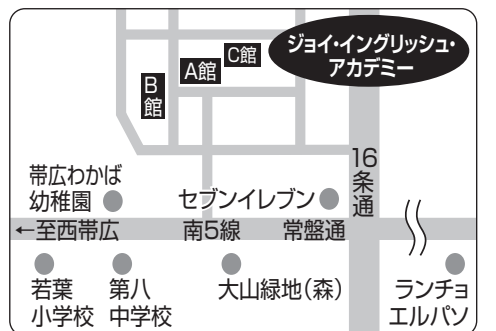 ジョイ・イングリッシュ・
アカデミー
C館
A館
B館
16条通
帯広わかば
幼稚園
セブンイレブン
←至西帯広
南5線
常盤通
若葉
小学校
第八
中学校
大山緑地(森)
ランチョ
エルパソ